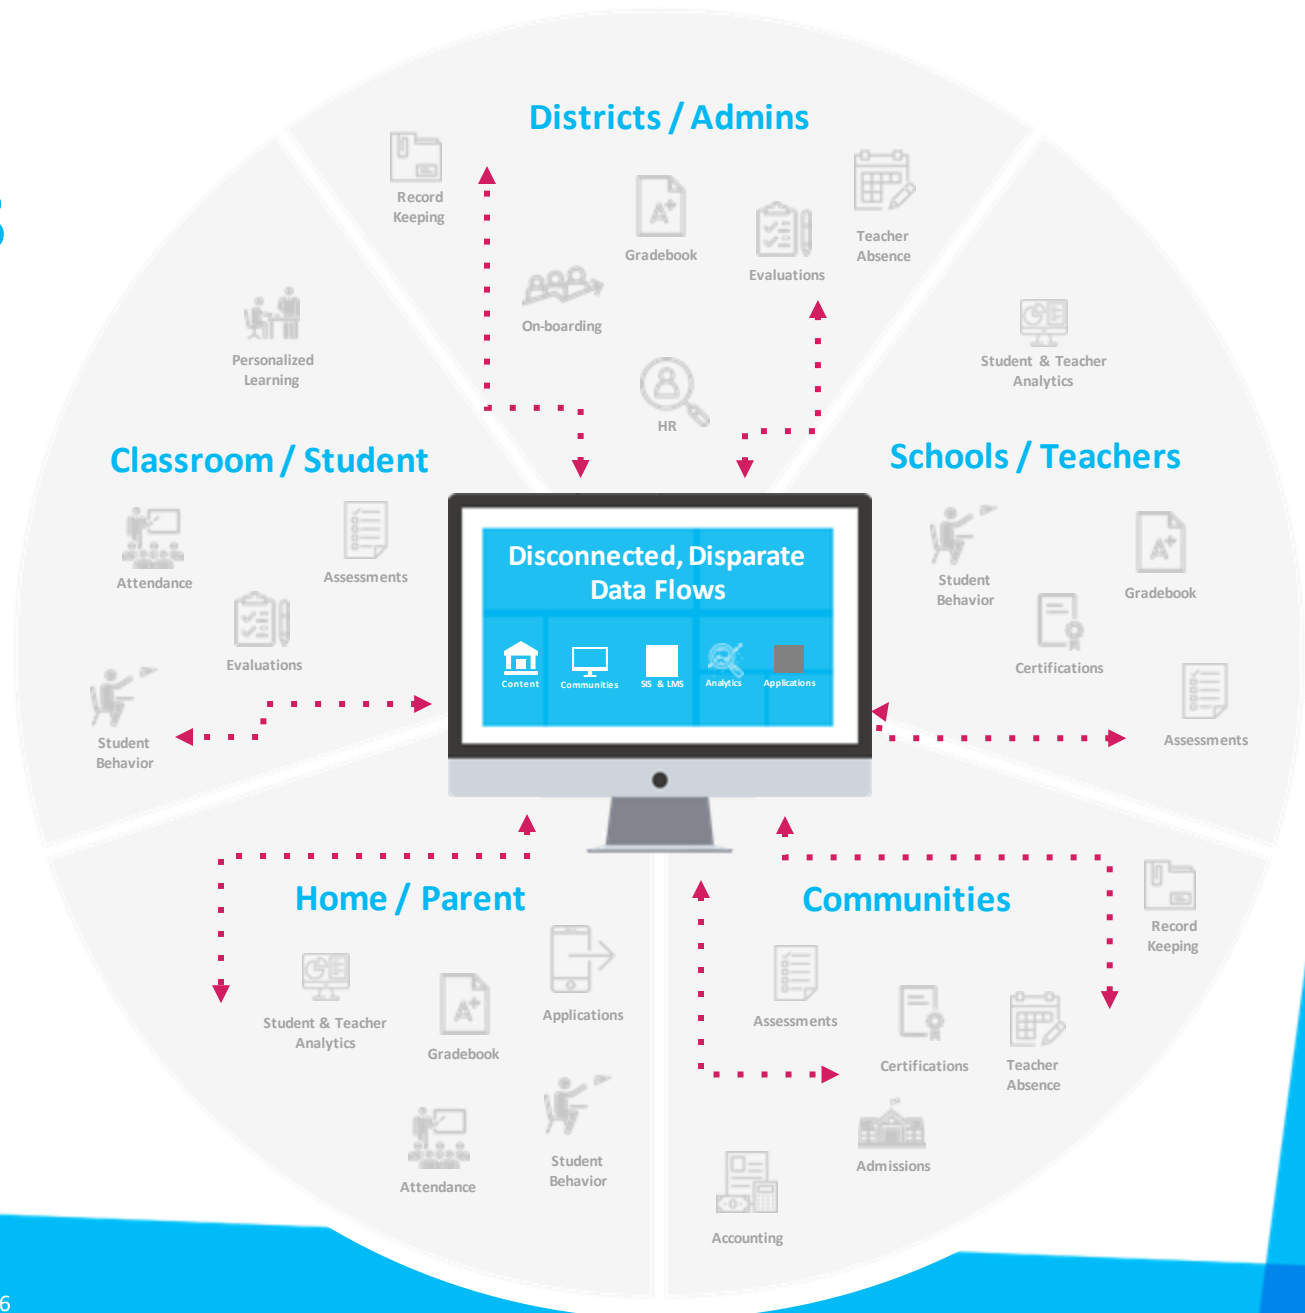 Districts / Admins
Record
Keeping
Gradebook
Evaluations
Teacher
Absence
On-boarding
HR
Personalized
Learning
Classroom / Student
Attendance
Assessments
Evaluations
Student
Behavior
Student & Teacher
Analytics
Schools / Teachers
Student
Behavior
Gradebook
Certifications
Assessments
Disconnected, Disparate
Data Flows
Content
Communities
SIS & LMS
Analytics
Applications
Home / Parent
Student & Teacher
Analytics
Gradebook
Applications
Attendance
Student
Behavior
Communities
Record
Keeping
Assessments
Certifications
Teacher
Absence
Admissions
Accounting
6